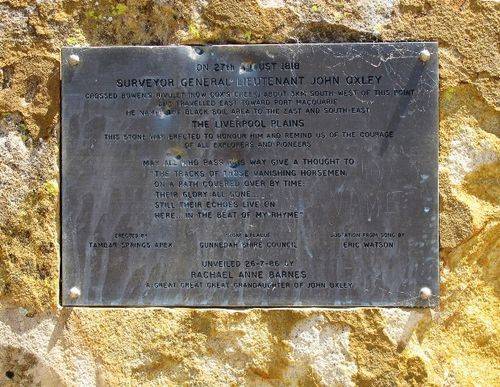 ON 27TH AUGUST 1818
SURVEYOR GENERAL LIEUTENANT JOHN OXLEY
CROSSED BOWEN'S RIVULET (NOW COX'S CREEK) ABOUT 5KM SOUTH-WEST OF THIS POINT
AND TRAVELLED EAST TOWARD PORT MACQUARIE.
HE NAMED THE BLACK SOIL AREA TO THE EAST AND SOUTH-EAST
THE LIVERPOOL PLAINS
THIS STONE WAS ERECTED TO HONOUR HIM AND REMIND US OF THE COURAGE
OF ALL EXPLORERS AND PIONEERS
MAY ALL WHO PASS THIS WAY GIVE A THOUGHT TO
"THE TRACKS OF THOSE VANISHING HORSEMEN,
ON A PATH COVERED OVER BY TIME;
THEIR GLORY ALL GONE
STILL THEIR ECHOES LIVE ON
HERE... IN THE BEAT OF MY RHYME"
ERECTED BY
TAMBAR SPRINGS APEX
STONE & PLAQUE
GUNNEDAH SHIRE COUNCIL
QUOTATION FROM SONG BY
ERIC WATSON
UNVEILED 26-7-86 BY
RACHAEL ANNE BARNES
A GREAT GREAT GREAT GRANDAUGHTER OF JOHN OXLEY